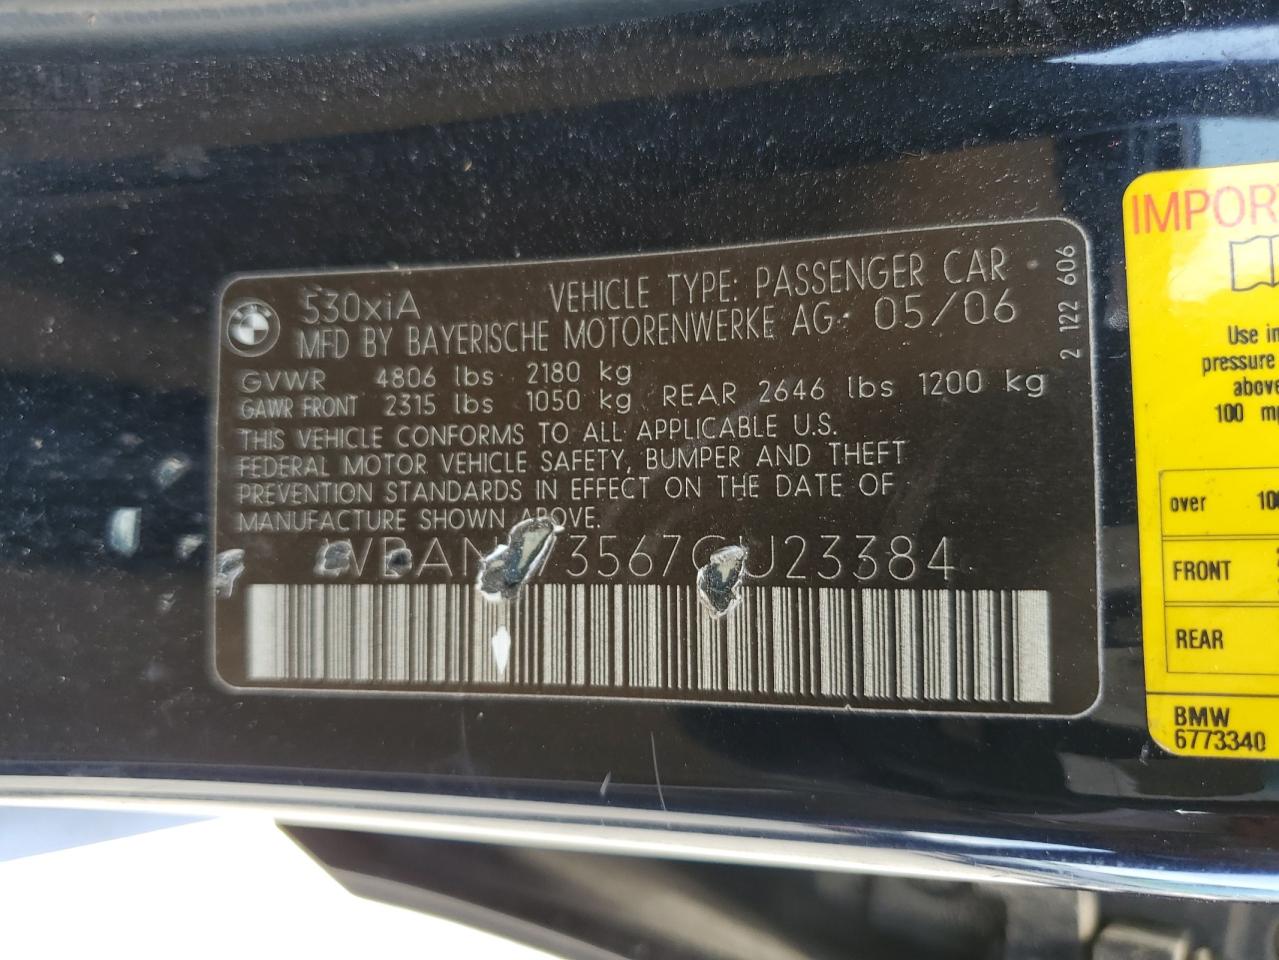 530xiA VEHICLE TYPE: PASSENGER CAR
MFD BY BAYERISCHE MOTORENWERKE AG 05/06
GVWR 4806 lbs 2180 kg
GAWR FRONT 2315 lbs 1050 kg REAR 2646 lbs 1200 kg
THIS VEHICLE CONFORMS TO ALL APPLICABLE U.S.
FEDERAL MOTOR VEHICLE SAFETY, BUMPER AND THEFT
PREVENTION STANDARDS IN EFFECT ON THE DATE OF
MANUFACTURE SHOWN ABOVE.
2 122 606
Use in
pressure
above
100
over
FRONT
REAR
BMW
6773340